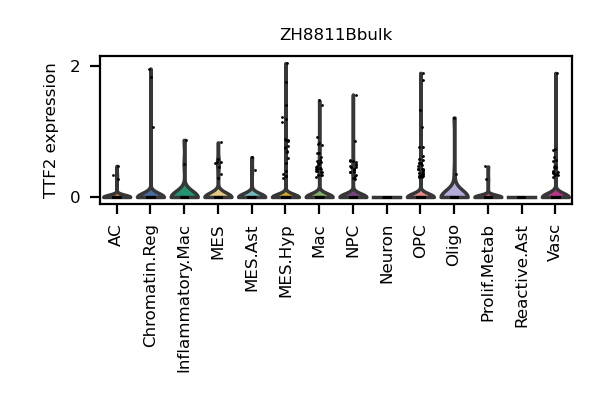 ZH8811Bbulk
TTF2 expression
2
0
AC
Chromatin.Reg
Inflammatory.Mac
MES
MES.Ast
MES.Hyp
Mac
NPC
Neuron
OPC
Oligo
Prolif.Metab
Reactive.Ast
Vasc